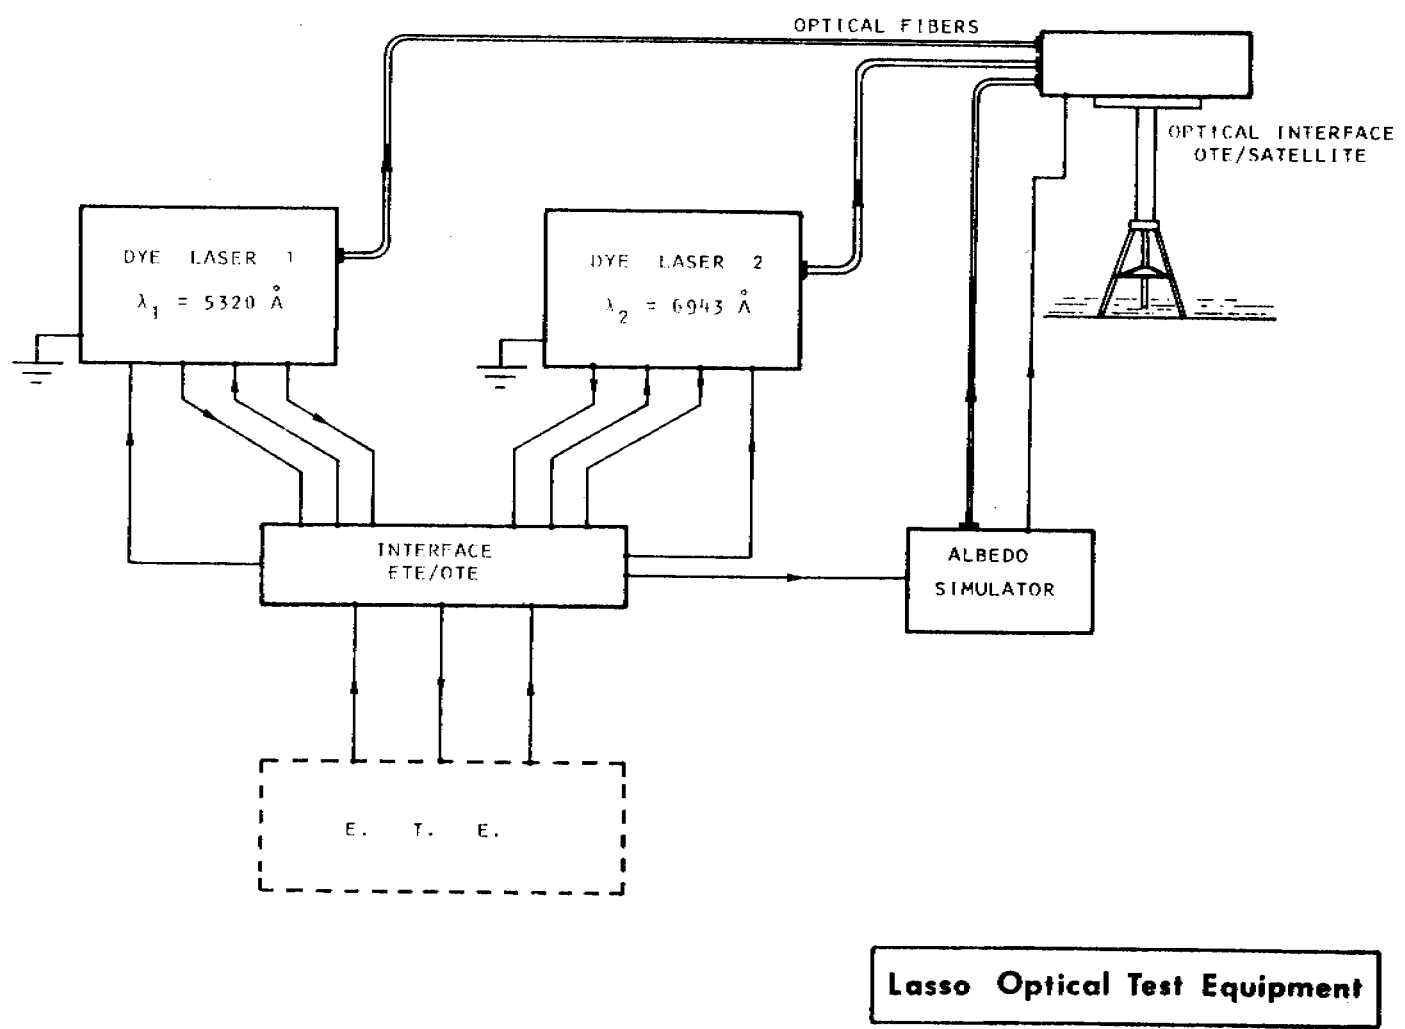 OPTICAL FIBERS
OPTICAL INTERFACE
OTE/SATELLITE
DYE LASER 1
λ₁ = 5320 Å
DYE LASER 2
λ₂ = 6943 Å
INTERFACE
ETE/OTE
ALBEDO
SIMULATOR
E. T. E.
Lasso Optical Test Equipment